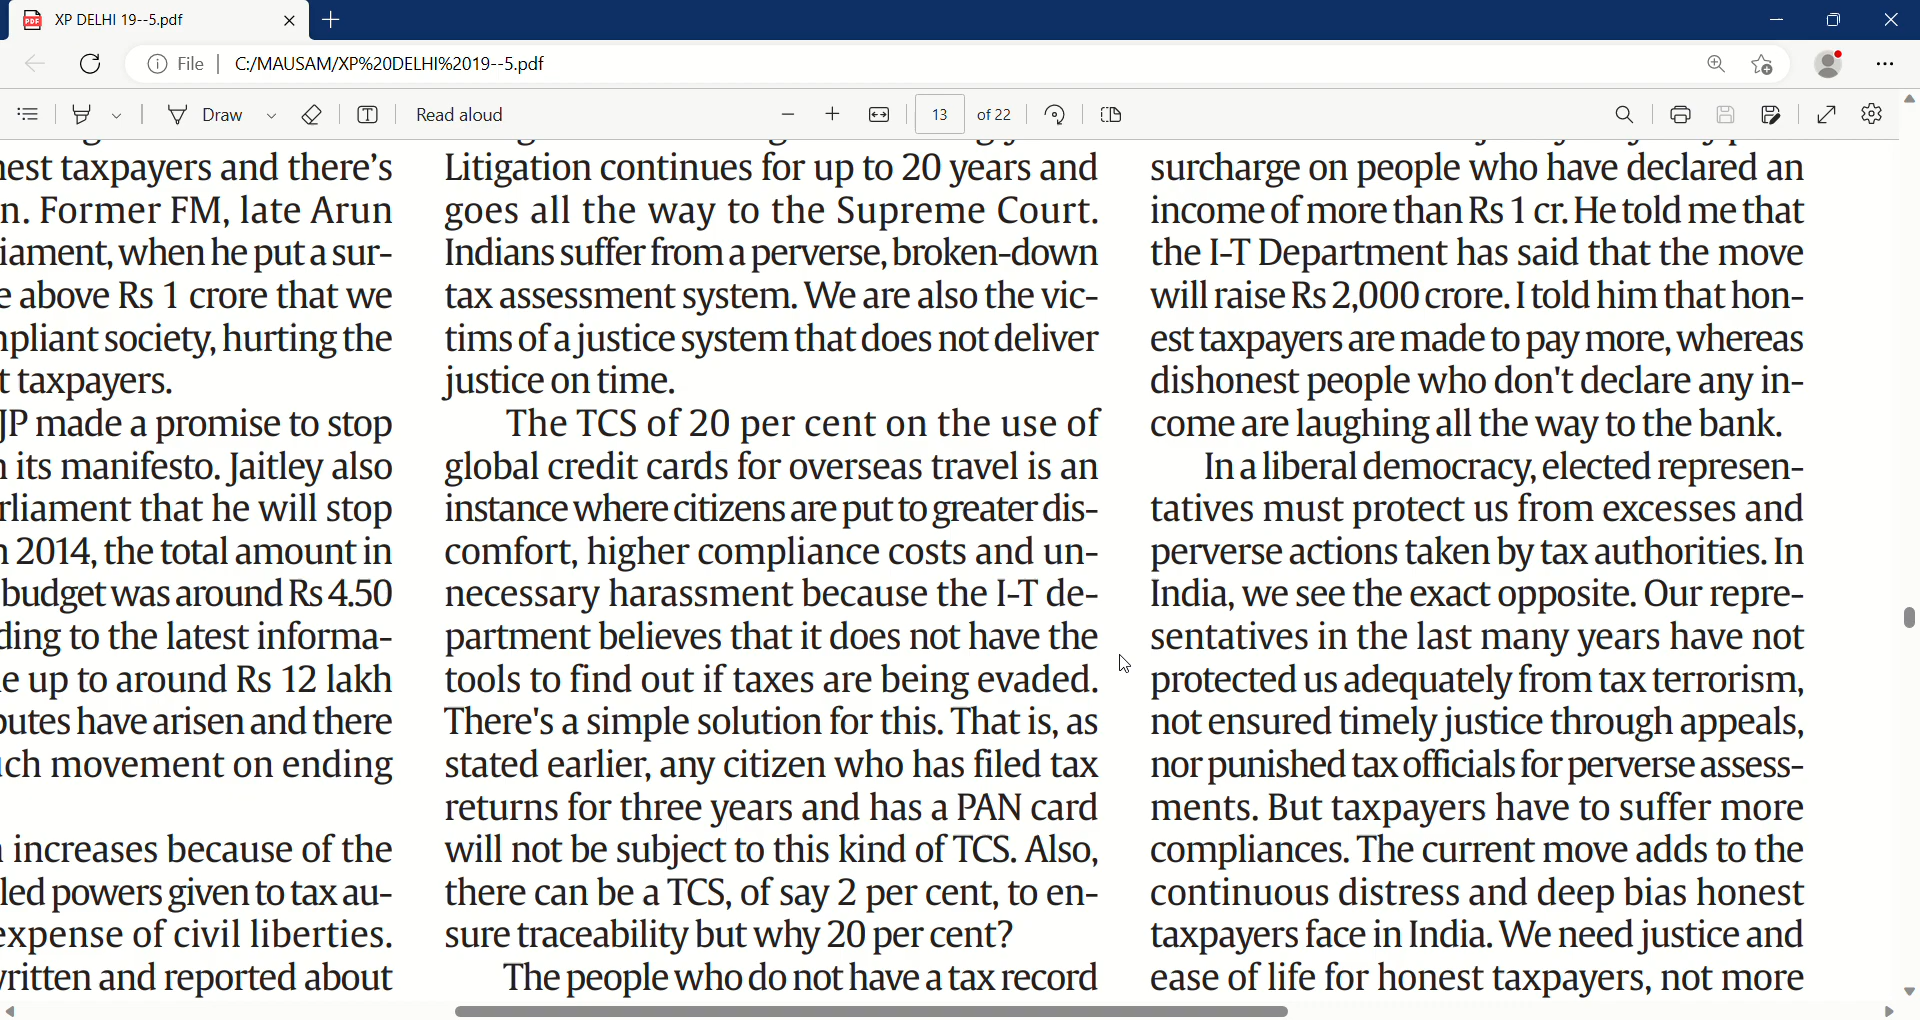 XP DELHI 19--5.pdf
File
C:/MAUSAM/XP%20DELHI%2019--5.pdf
Draw
Read aloud
13
of 22
est taxpayers and there's
n. Former FM, late Arun
iament, when he put a sur-
e above Rs 1 crore that we
pliant society, hurting the
t taxpayers.
JP made a promise to stop
its manifesto. Jaitley also
rliament that he will stop
2014, the total amount in
budget was around Rs 4.50
ding to the latest informa-
e up to around Rs 12 lakh
utes have arisen and there
ch movement on ending
increases because of the
led powers given to tax au-
expense of civil liberties.
ritten and reported about
Litigation continues for up to 20 years and
goes all the way to the Supreme Court.
Indians suffer from a perverse, broken-down
tax assessment system. We are also the vic-
tims of a justice system that does not deliver
justice on time.
The TCS of 20 per cent on the use of
global credit cards for overseas travel is an
instance where citizens are put to greater dis-
comfort, higher compliance costs and un-
necessary harassment because the I-T de-
partment believes that it does not have the
tools to find out if taxes are being evaded.
There's a simple solution for this. That is, as
stated earlier, any citizen who has filed tax
returns for three years and has a PAN card
will not be subject to this kind of TCS. Also,
there can be a TCS, of say 2 per cent, to en-
sure traceability but why 20 per cent?
The people who do not have a tax record
surcharge on people who have declared an
income of more than Rs 1 cr. He told me that
the I-T Department has said that the move
will raise Rs 2,000 crore. I told him that hon-
est taxpayers are made to pay more, whereas
dishonest people who don't declare any in-
come are laughing all the way to the bank.
In a liberal democracy, elected represen-
tatives must protect us from excesses and
perverse actions taken by tax authorities. In
India, we see the exact opposite. Our repre-
sentatives in the last many years have not
protected us adequately from tax terrorism,
not ensured timely justice through appeals,
nor punished tax officials for perverse assess-
ments. But taxpayers have to suffer more
compliances. The current move adds to the
continuous distress and deep bias honest
taxpayers face in India. We need justice and
ease of life for honest taxpayers, not more